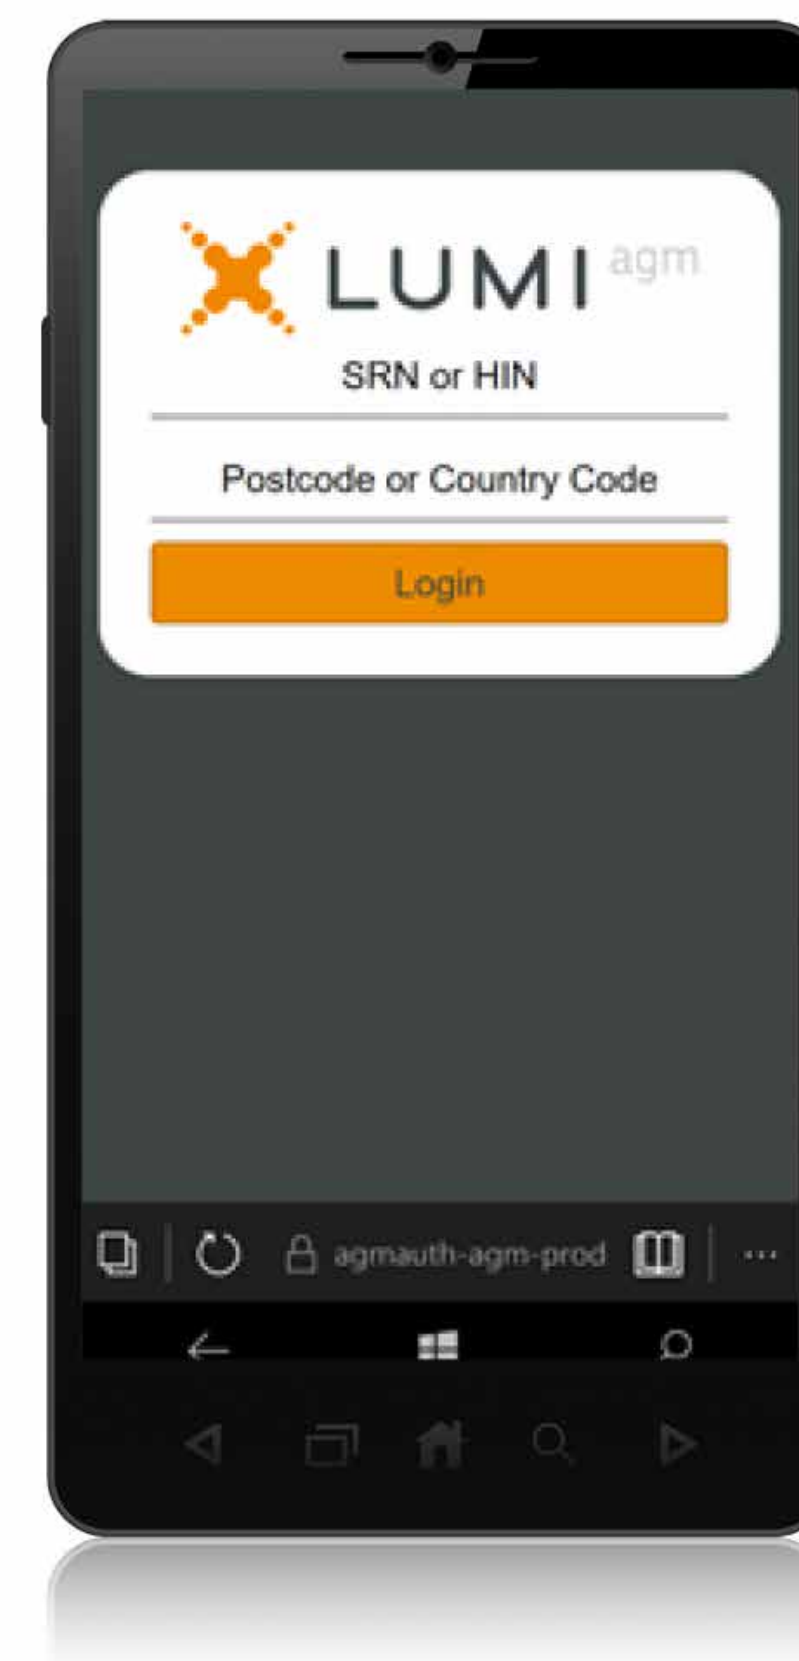 LUMI agm
SRN or HIN
Postcode or Country Code
Login
agmauth-agm-prod